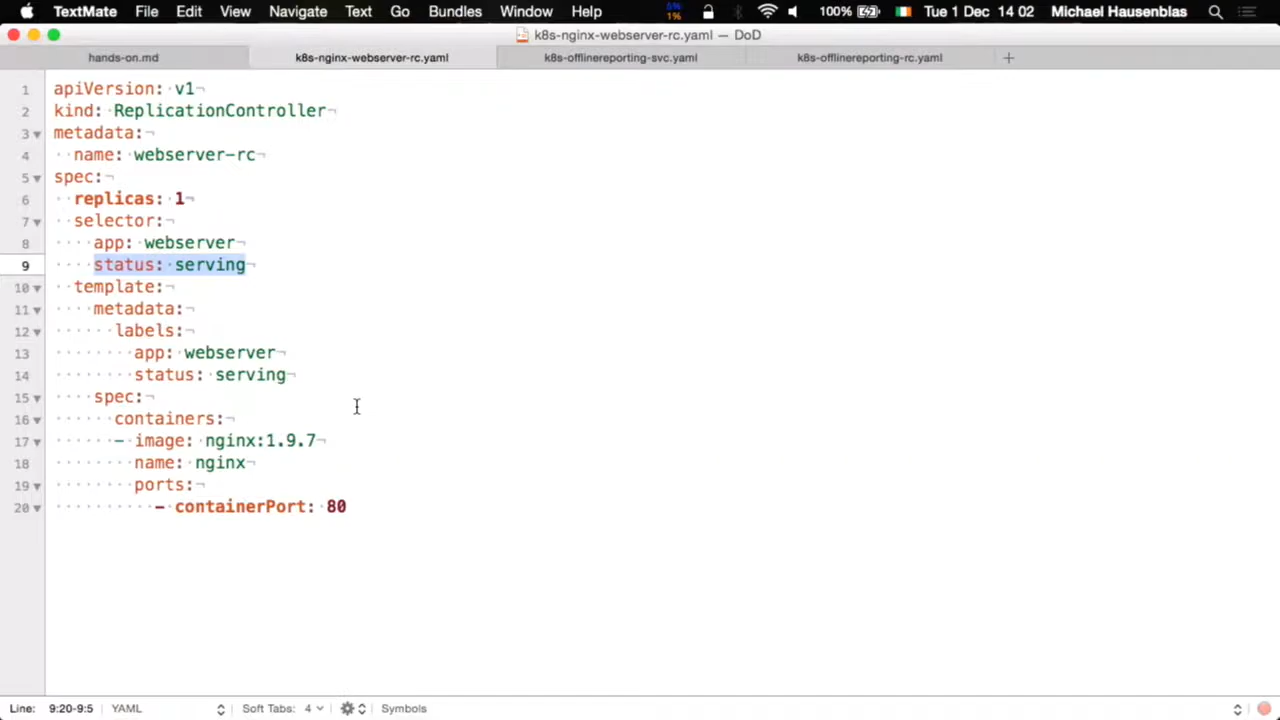 TextMate File Edit View Navigate Text Go Bundles Window Help 0% 1% 100% Tue 1 Dec 14 02 Michael Hausenblas
k8s-nginx-webserver-rc.yaml — DoD
hands-on.md k8s-nginx-webserver-rc.yaml k8s-offlinereporting-svc.yaml k8s-offlinereporting-rc.yaml +
1 apiVersion: v1¬
2 kind: ReplicationController¬
3 metadata:¬
4 ··name: webserver-rc¬
5 spec:¬
6 ··replicas: 1¬
7 ··selector:¬
8 ····app: webserver¬
9 ····status: serving¬
10 ··template:¬
11 ····metadata:¬
12 ······labels:¬
13 ········app: webserver¬
14 ········status: serving¬
15 ····spec:¬
16 ······containers:¬
17 ······- image: nginx:1.9.7¬
18 ········name: nginx¬
19 ········ports:¬
20 ··········- containerPort: 80
Line: 9:20-9:5 YAML Soft Tabs: 4 Symbols